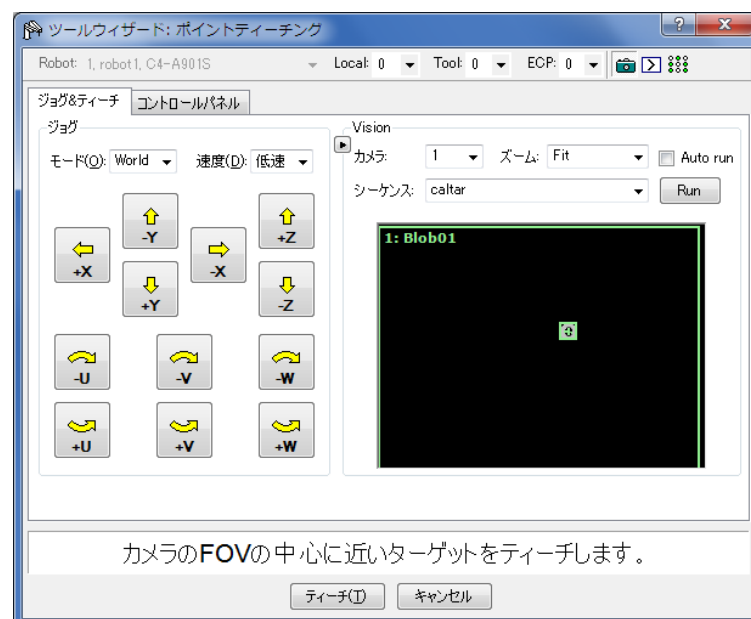 ツールウィザード: ポイントティーチング
Robot: 1, robot1, C4-A901S Local: 0 Tool: 0 ECP: 0
ジョグ&ティーチ コントロールパネル
ジョグ
モード(O): World 速度(D): 低速
-Y
+Z
+X
-X
+Y
-Z
-U -V -W
+U +V +W
Vision
カメラ: 1 ズーム: Fit Auto run
シーケンス: caltar Run
1: Blob01
カメラのFOVの中心に近いターゲットをティーチします。
ティーチ(T) キャンセル